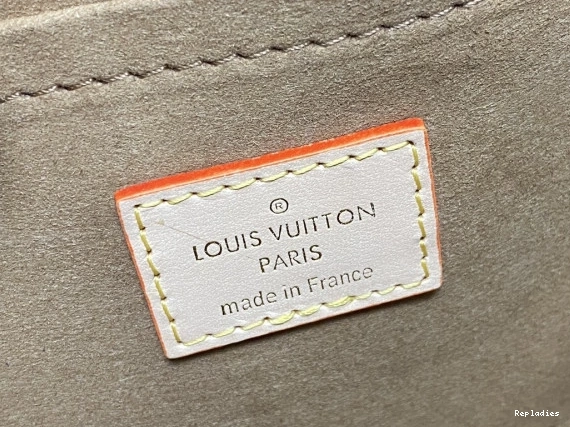 ®
LOUIS VUITTON
PARIS
made in France
Repladies